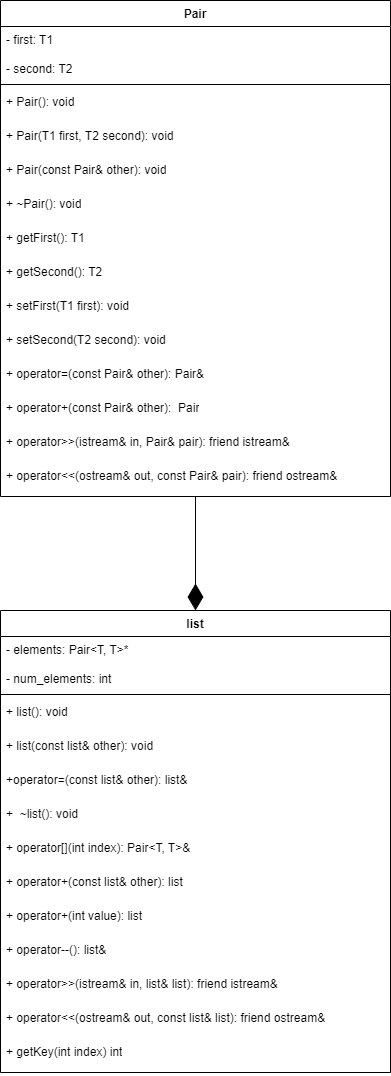 Pair
- first: T1
- second: T2
+ Pair(): void
+ Pair(T1 first, T2 second): void
+ Pair(const Pair& other): void
+ ~Pair(): void
+ getFirst(): T1
+ getSecond(): T2
+ setFirst(T1 first): void
+ setSecond(T2 second): void
+ operator=(const Pair& other): Pair&
+ operator+(const Pair& other):  Pair
+ operator>>(istream& in, Pair& pair): friend istream&
+ operator<<(ostream& out, const Pair& pair): friend ostream&
list
- elements: Pair<T, T>*
- num_elements: int
+ list(): void
+ list(const list& other): void
+operator=(const list& other): list&
+  ~list(): void
+ operator[](int index): Pair<T, T>&
+ operator+(const list& other): list
+ operator+(int value): list
+ operator--(): list&
+ operator>>(istream& in, list& list): friend istream&
+ operator<<(ostream& out, const list& list): friend ostream&
+ getKey(int index) int